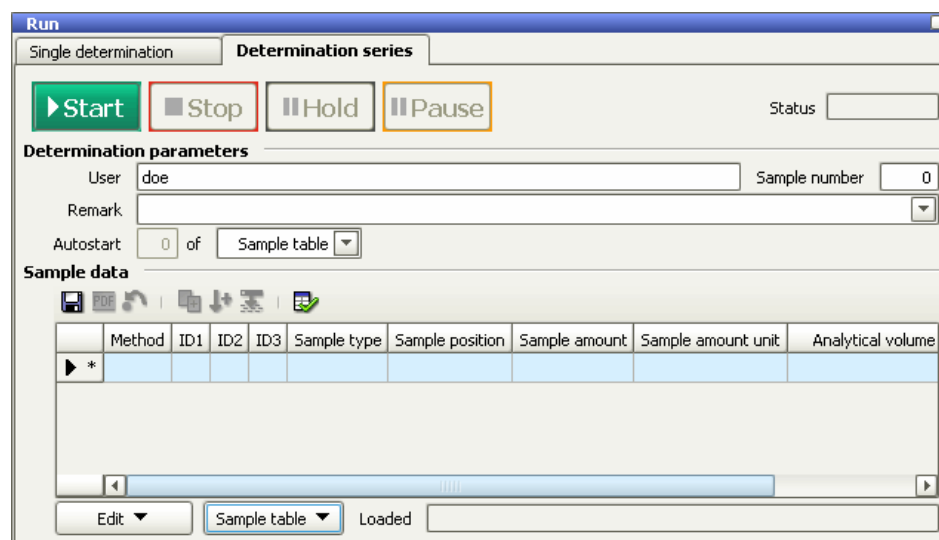 Run
Single determination Determination series
Start Stop Hold Pause Status
Determination parameters
User doe Sample number 0
Remark
Autostart 0 of Sample table
Sample data
PDF
Method ID1 ID2 ID3 Sample type Sample position Sample amount Sample amount unit Analytical volume
*
Edit Sample table Loaded